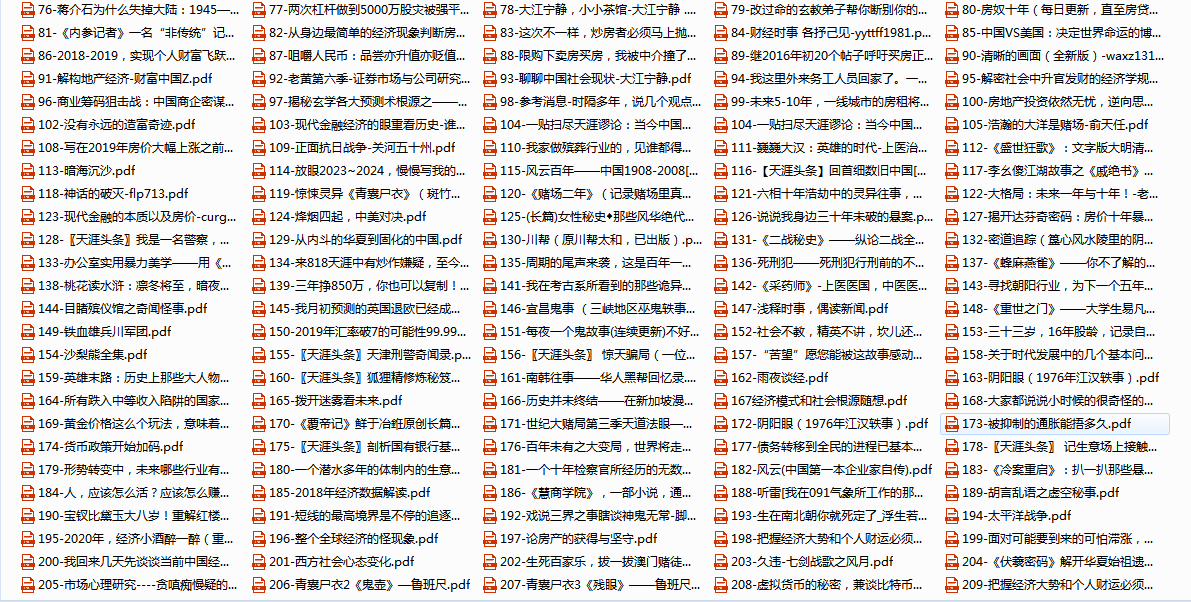 76-蒋介石为什么失掉大陆：1945—... 77-两次杠杆做到5000万股灾被强平... 78-大江宁静，小小茶馆-大江宁静 .... 79-改过命的玄教弟子帮你断别你的... 80-房奴十年（每日更新，直至房贷...
81-《内参记者》一名“非传统”记... 82-从身边最简单的经济现象判断房... 83-这次不一样，炒房者必须马上抛... 84-财经时事 各抒己见-yyttff1981.p... 85-中国VS美国：决定世界命运的博...
86-2018-2019，实现个人财富飞跃... 87-咀嚼人民币：品尝亦升值亦贬值... 88-限购下卖房买房，我被中介撞了... 89-继2016年初20个帖子呼吁买房正... 90-清晰的画面（全新版）-waxz131...
91-解构地产经济-财富中国Z.pdf 92-老黄第六季-证券市场与公司研究... 93-聊聊中国社会现状-大江宁静.pdf 94-我这里外来务工人员回家了。一... 95-解密社会中升官发财的经济学规...
96-商业筹码狙击战：中国商企密谋... 97-揭秘玄学各大预测术根源之——... 98-参考消息-时隔多年，说几个观点... 99-未来5-10年，一线城市的房租将... 100-房地产投资依然无忧，逆向思...
102-没有永远的造富奇迹.pdf 103-现代金融经济的眼重看历史-谁... 104-一贴扫尽天涯谬论：当今中国... 104-一贴扫尽天涯谬论：当今中国... 105-浩瀚的大洋是赌场-俞天任.pdf
108-写在2019年房价大幅上涨之前... 109-正面抗日战争-关河五十州.pdf 110-我家做殡葬行业的，见谁都得... 111-巍巍大汉：英雄的时代-上医治... 112-《盛世狂歌》：文字版大明清...
113-暗海沉沙.pdf 114-放眼2023~2024，慢慢写我的... 115-风云百年——中国1908-2008[... 116-【天涯头条】回首细数旧中国[... 117-李幺傻江湖故事之《戚绝书》...
118-神话的破灭-flp713.pdf 119-惊悚灵异《青囊尸衣》（斑竹... 120-《赌场二年》（记录赌场里真... 121-六相十年浩劫中的灵异往事，... 122-大格局：未来一年与十年！-老...
123-现代金融的本质以及房价-curg... 124-烽烟四起，中美对决.pdf 125-(长篇)女性秘史♦那些风华绝代... 126-说说我身边三十年未破的悬案.p... 127-揭开达芬奇密码：房价十年暴...
128-〖天涯头条〗我是一名警察，... 129-从内斗的华夏到固化的中国.pdf 130-川帮（原川帮太和，已出版）.p... 131-《二战秘史》——纵论二战全... 132-密道追踪（篕心风水陵里的阴...
133-办公室实用暴力美学——用《... 134-来818天涯中有炒作嫌疑，至今... 135-周期的尾声来袭，这是百年一... 136-死刑犯——死刑犯行刑前的不... 137-《蜂麻燕雀》——你不了解的...
138-桃花读水浒：凛冬将至，暗夜... 139-三年挣850万，你也可以复制！... 141-我在考古系所看到的那些诡异... 142-《采药师》-上医医国，中医医... 143-寻找朝阳行业，为下一个五年...
144-目睹殡仪馆之奇闻怪事.pdf 145-我月初预测的英国退欧已经成... 146-宜昌鬼事 （三峡地区巫鬼轶事... 147-浅释时事，偶读新闻.pdf 148-《重世之门》——大学生易凡...
149-铁血雄兵川军团.pdf 150-2019年汇率破7的可能性99.99... 151-每夜一个鬼故事(连续更新)不好... 152-社会不教，精英不讲，坎儿还... 153-三十三岁，16年股龄，记录自...
154-沙梨能全集.pdf 155-〖天涯头条〗天津刑警奇闻录.p... 156-〖天涯头条〗 惊天骗局（一位... 157-“苦望”愿您能被这故事感动... 158-关于时代发展中的几个基本问...
159-英雄末路：历史上那些大人物... 160-〖天涯头条〗狐狸精修炼秘笈... 161-南韩往事——华人黑帮回忆录.... 162-雨夜谈经.pdf 163-阴阳眼（1976年江汉轶事）.pdf
164-所有跌入中等收入陷阱的国家... 165-拨开迷雾看未来.pdf 166-历史并未终结——在新加坡漫... 167经济模式和社会根源随想.pdf 168-大家都说说小时候的很奇怪的...
169-黄金价格这么个玩法，意味着... 170-《覆帝记》鲜于冶銋原创长篇... 171-世纪大赌局第三季天道法眼—... 172-阴阳眼（1976年江汉轶事）.pdf 173-被抑制的通胀能捂多久.pdf
174-货币政策开始加码.pdf 175-〖天涯头条〗剖析国有银行基... 176-百年未有之大变局，世界将走... 177-债务转移到全民的进程已基本... 178-〖天涯头条〗 记生意场上接触...
179-形势转变中，未来哪些行业有... 180-一个潜水多年的体制内的生意... 181-一个十年检察官所经历的无数... 182-风云(中国第一本企业家自传).pdf 183-《冷案重启》：扒一扒那些悬...
184-人，应该怎么活？应该怎么赚... 185-2018年经济数据解读.pdf 186-《慧商学院》，一部小说，通... 188-听雷[我在091气象所工作的那... 189-胡言乱语之虚空秘事.pdf
190-宝钗比黛玉大八岁！重解红楼... 191-短线的最高境界是不停的追逐... 192-戏说三界之事瞎谈神鬼无常-脚... 193-生在南北朝你就死定了_浮生若... 194-太平洋战争.pdf
195-2020年，经济小酒醉一醉（重... 196-整个全球经济的怪现象.pdf 197-论房产的获得与坚守.pdf 198-把握经济大势和个人财运必须... 199-面对可能要到来的可怕滞涨，...
200-我回来几天先谈谈当前中国经... 201-西方社会心态变化.pdf 202-生死百家乐，拔一拔澳门赌徒... 203-久违-七剑战歌之风月.pdf 204-《伏羲密码》解开华夏始祖遗...
205-市场心理研究----贪嗔痴慢疑的... 206-青囊尸衣2《鬼壶》—鲁班尺.pdf 207-青囊尸衣3《残眼》——鲁班尺... 208-虚拟货币的秘密，兼谈比特币... 209-把握经济大势和个人财运必须...